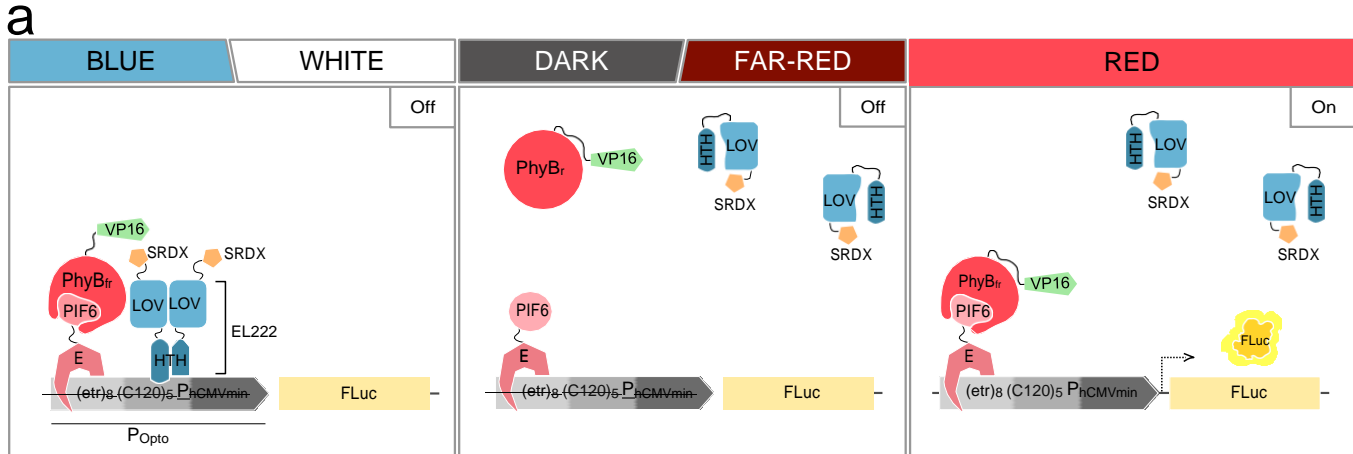 a
BLUE
WHITE
DARK
FAR-RED
RED
Off
VP16
SRDX
SRDX
PhyBfr
PIF6
LOV
LOV
EL222
E
HTH
(etr)8 (C120)5 PhCMVmin
FLuc
POpto
Off
PhyBr
VP16
HTH
LOV
SRDX
LOV
HTH
SRDX
PIF6
E
(etr)8 (C120)5 PhCMVmin
FLuc
On
HTH
LOV
SRDX
LOV
HTH
SRDX
PhyBfr
VP16
PIF6
FLuc
E
(etr)8 (C120)5 PhCMVmin
FLuc